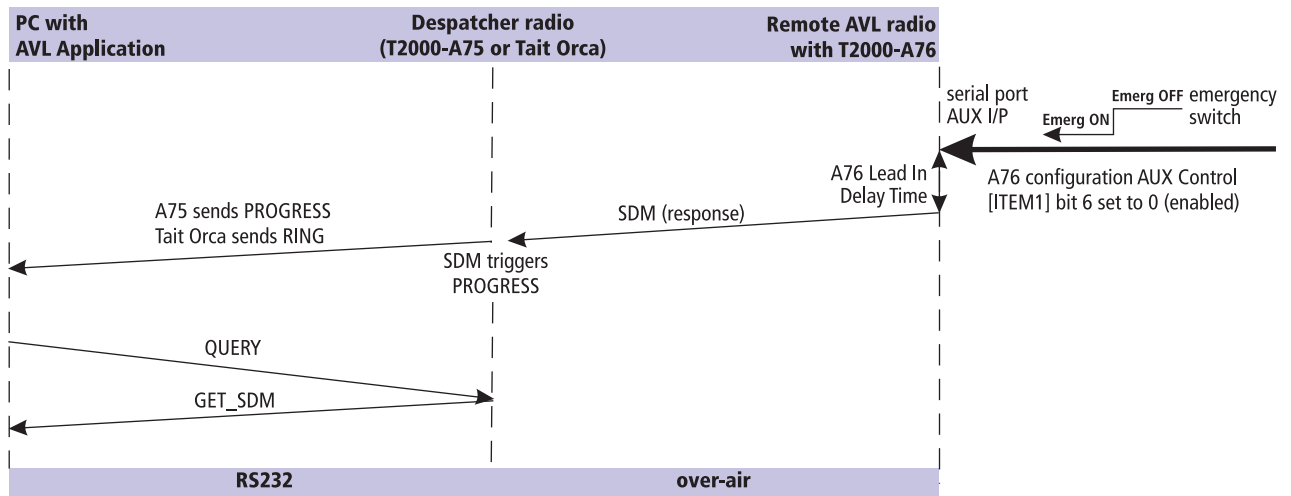 PC with
AVL Application
Despatcher radio
(T2000-A75 or Tait Orca)
Remote AVL radio
with T2000-A76
serial port
AUX I/P
Emerg ON
Emerg OFF
emergency
switch
A76 Lead In
Delay Time
A76 configuration AUX Control
[ITEM1] bit 6 set to 0 (enabled)
A75 sends PROGRESS
Tait Orca sends RING
SDM (response)
SDM triggers
PROGRESS
QUERY
GET_SDM
RS232
over-air